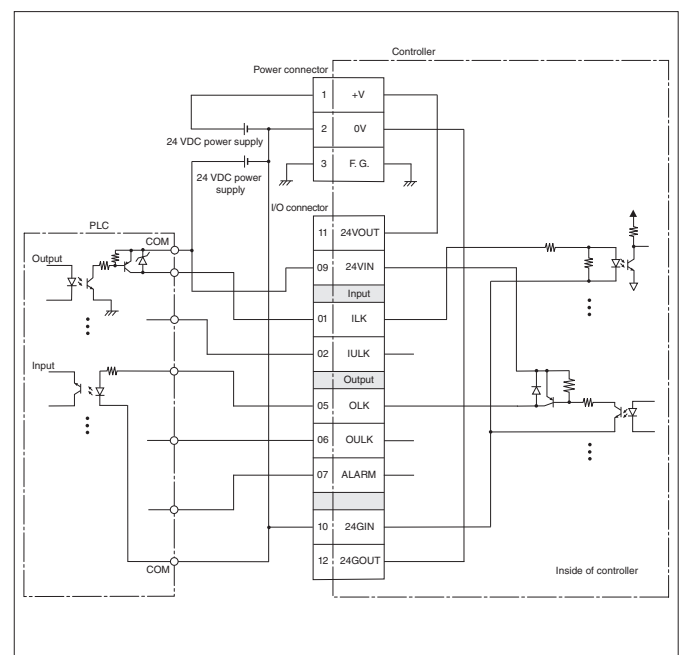 Controller
Power connector
1 +V
2 0V
24 VDC power supply
3 F. G.
24 VDC power
supply
I/O connector
PLC
COM
11 24VOUT
Output
09 24VIN
Input
01 ILK
02 IULK
Input
Output
05 OLK
06 OULK
07 ALARM
10 24GIN
12 24GOUT
COM
Inside of controller